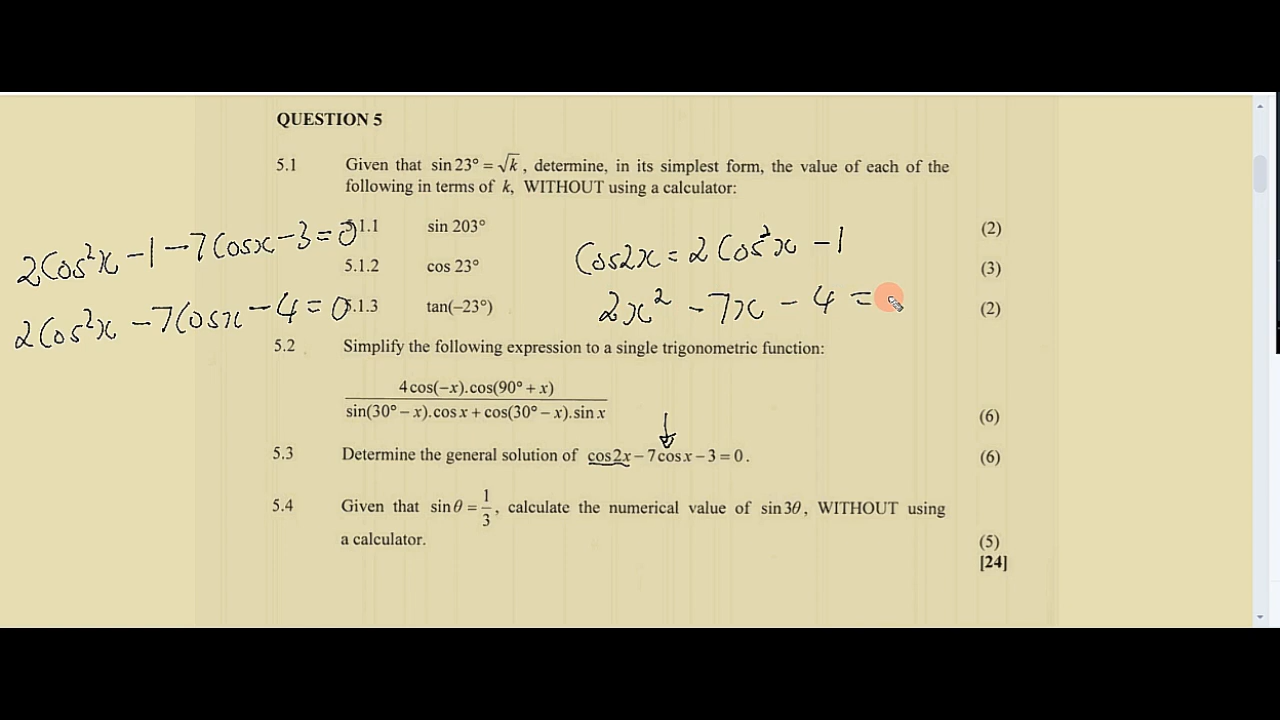 QUESTION 5
5.1 Given that sin 23° = √k, determine, in its simplest form, the value of each of the
following in terms of k, WITHOUT using a calculator:
5.1.1 sin 203° (2)
2Cos²x − 1 − 7Cosx − 3 = 0
Cos2x = 2Cos²x − 1
5.1.2 cos 23° (3)
5.1.3 tan(−23°) (2)
2Cos²x − 7Cosx − 4 = 0
2x² − 7x − 4 =
5.2 Simplify the following expression to a single trigonometric function:
4cos(−x).cos(90° + x)
sin(30° − x).cos x + cos(30° − x).sin x (6)
5.3 Determine the general solution of cos2x − 7cosx − 3 = 0. (6)
5.4 Given that sinθ = 1/3, calculate the numerical value of sin3θ, WITHOUT using
a calculator. (5)
[24]